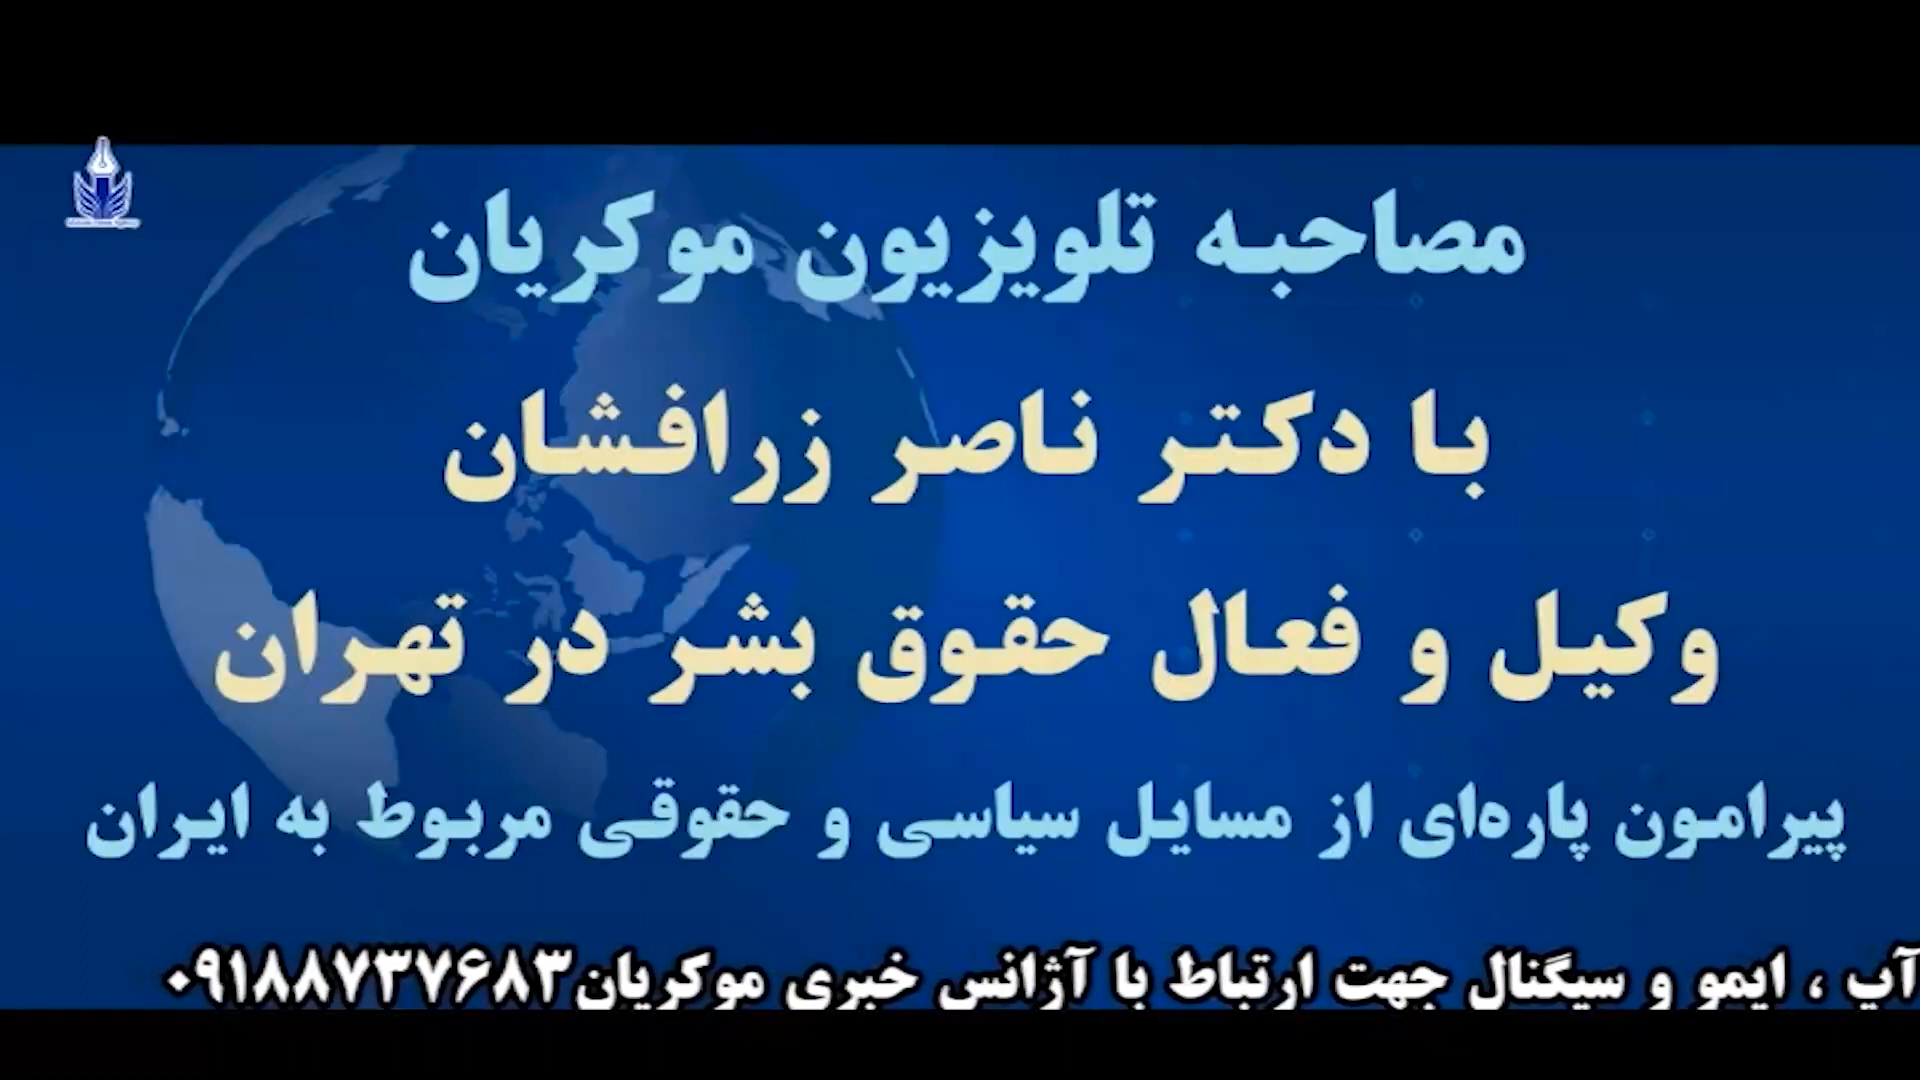 مصاحبه تلویزیون موکریان
با دکتر ناصر زرافشان
وکیل و فعال حقوق بشر در تهران
پیرامون پاره‌ای از مسایل سیاسی و حقوقی مربوط به ایران
آپ ، ایمو و سیگنال جهت ارتباط با آژانس خبری موکریان۰۹۱۸۸۷۳۷۶۸۳